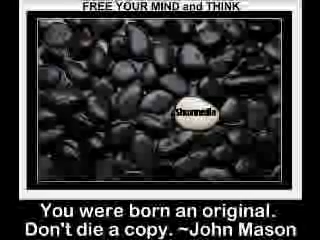 FREE YOUR MIND and THINK
You were born an original.
Don't die a copy. ~John Mason